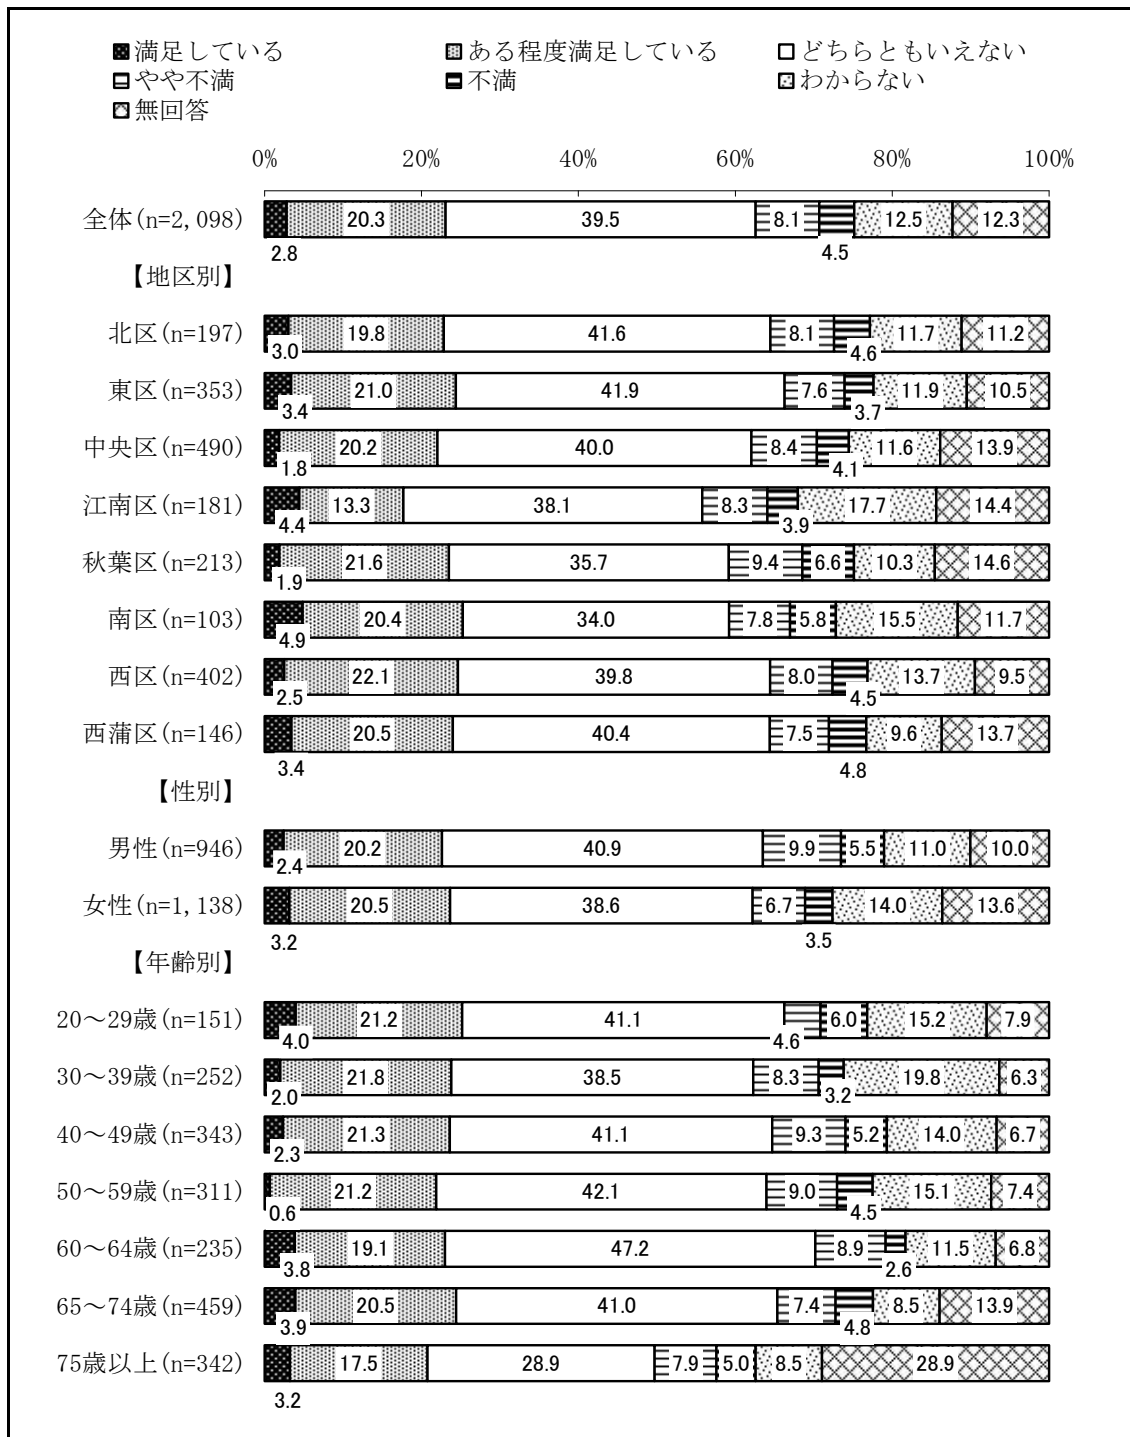 満足している ある程度満足している どちらともいえない
やや不満 不満 わからない
無回答
0% 20% 40% 60% 80% 100%
全体(n=2,098) 20.3 39.5 8.1 12.5 12.3
2.8 4.5
【地区別】
北区(n=197) 19.8 41.6 8.1 11.7 11.2
3.0 4.6
東区(n=353) 21.0 41.9 7.6 11.9 10.5
3.4 3.7
中央区(n=490) 20.2 40.0 8.4 11.6 13.9
1.8 4.1
江南区(n=181) 13.3 38.1 8.3 17.7 14.4
4.4 3.9
秋葉区(n=213) 21.6 35.7 9.4 6.6 10.3 14.6
1.9
南区(n=103) 20.4 34.0 7.8 5.8 15.5 11.7
4.9
西区(n=402) 22.1 39.8 8.0 13.7 9.5
2.5 4.5
西蒲区(n=146) 20.5 40.4 7.5 9.6 13.7
3.4 4.8
【性別】
男性(n=946) 20.2 40.9 9.9 5.5 11.0 10.0
2.4
女性(n=1,138) 20.5 38.6 6.7 14.0 13.6
3.2 3.5
【年齢別】
20～29歳(n=151) 21.2 41.1 6.0 15.2 7.9
4.0 4.6
30～39歳(n=252) 21.8 38.5 8.3 19.8 6.3
2.0 3.2
40～49歳(n=343) 21.3 41.1 9.3 5.2 14.0 6.7
2.3
50～59歳(n=311) 21.2 42.1 9.0 15.1 7.4
0.6 4.5
60～64歳(n=235) 19.1 47.2 8.9 11.5 6.8
3.8 2.6
65～74歳(n=459) 20.5 41.0 7.4 8.5 13.9
3.9 4.8
75歳以上(n=342) 17.5 28.9 7.9 5.0 8.5 28.9
3.2